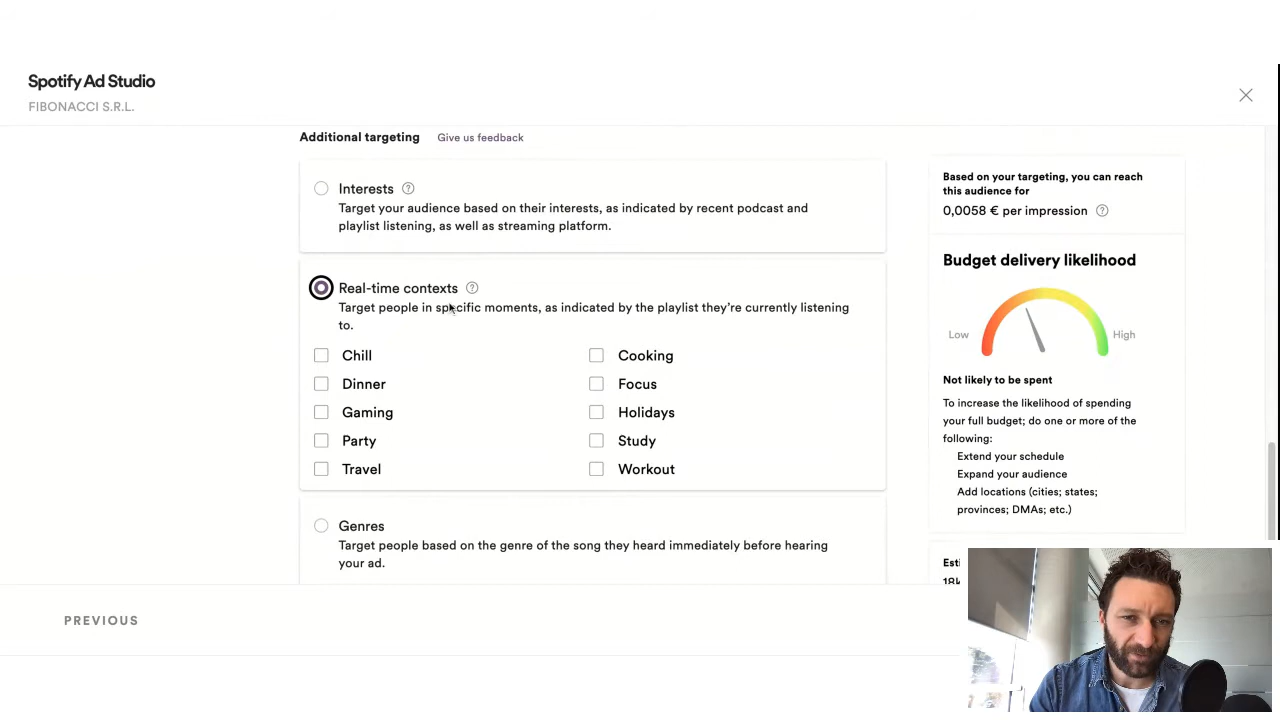 Spotify Ad Studio
FIBONACCI S.R.L.
Additional targeting Give us feedback
Interests ?
Target your audience based on their interests, as indicated by recent podcast and
playlist listening, as well as streaming platform.
Real-time contexts ?
Target people in specific moments, as indicated by the playlist they’re currently listening
to.
Chill
Cooking
Dinner
Focus
Gaming
Holidays
Party
Study
Travel
Workout
Genres
Target people based on the genre of the song they heard immediately before hearing
your ad.
Based on your targeting, you can reach
this audience for
0,0058 € per impression ?
Budget delivery likelihood
Low High
Not likely to be spent
To increase the likelihood of spending
your full budget; do one or more of the
following:
Extend your schedule
Expand your audience
Add locations (cities; states;
provinces; DMAs; etc.)
PREVIOUS